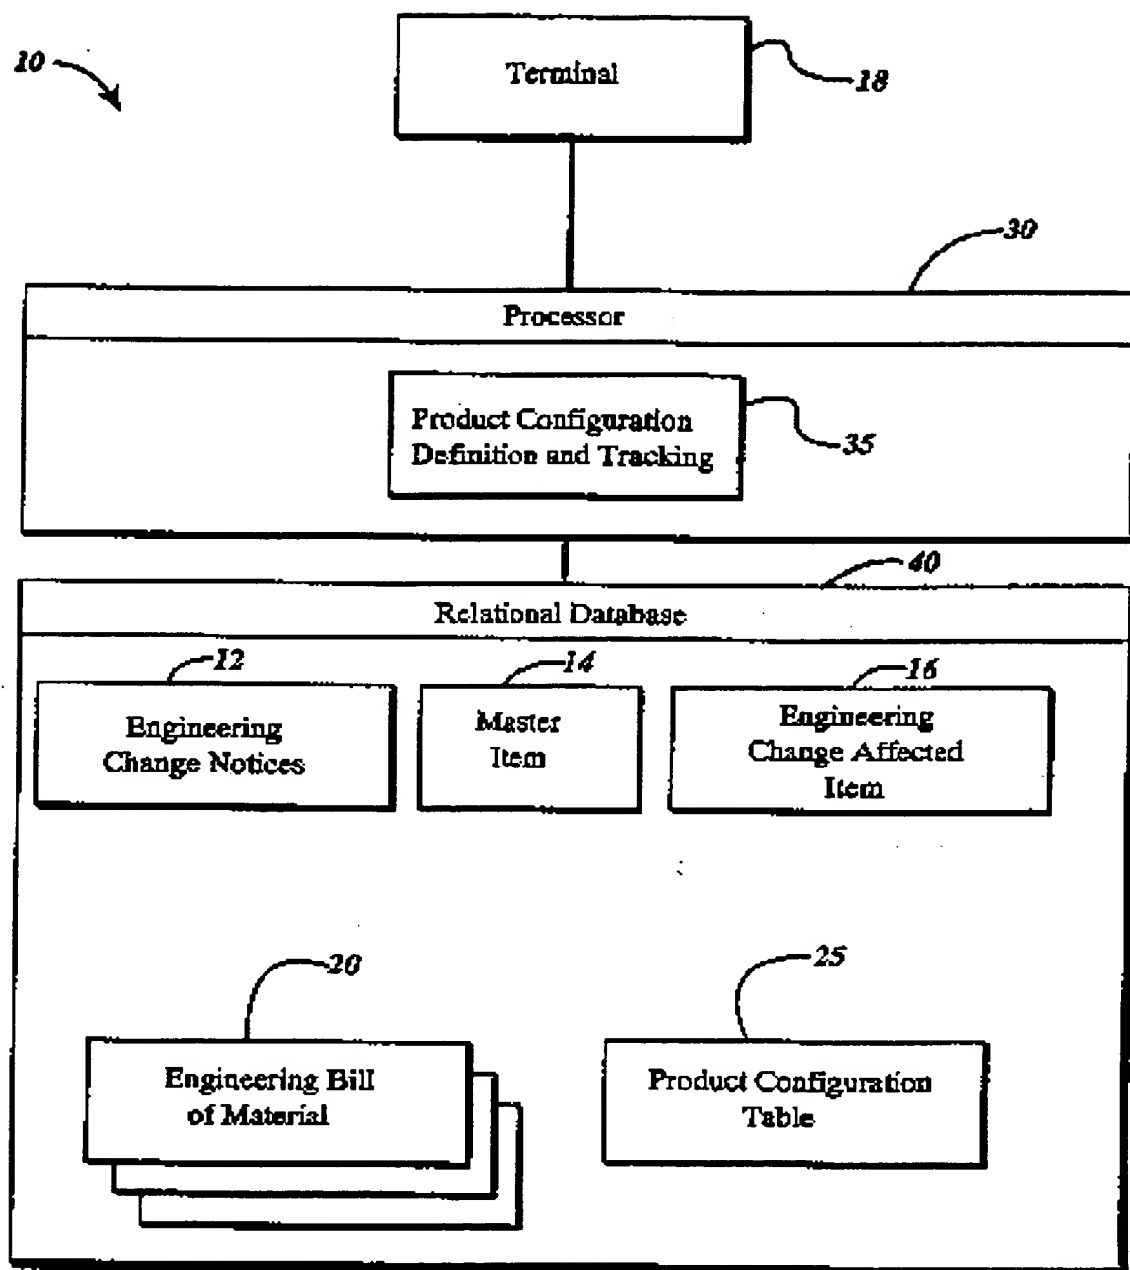 10
Terminal
18
30
Processor
Product Configuration
Definition and Tracking
35
40
Relational Database
12
14
16
Engineering
Change Notices
Master
Item
Engineering
Change Affected
Item
20
25
Engineering Bill
of Material
Product Configuration
Table